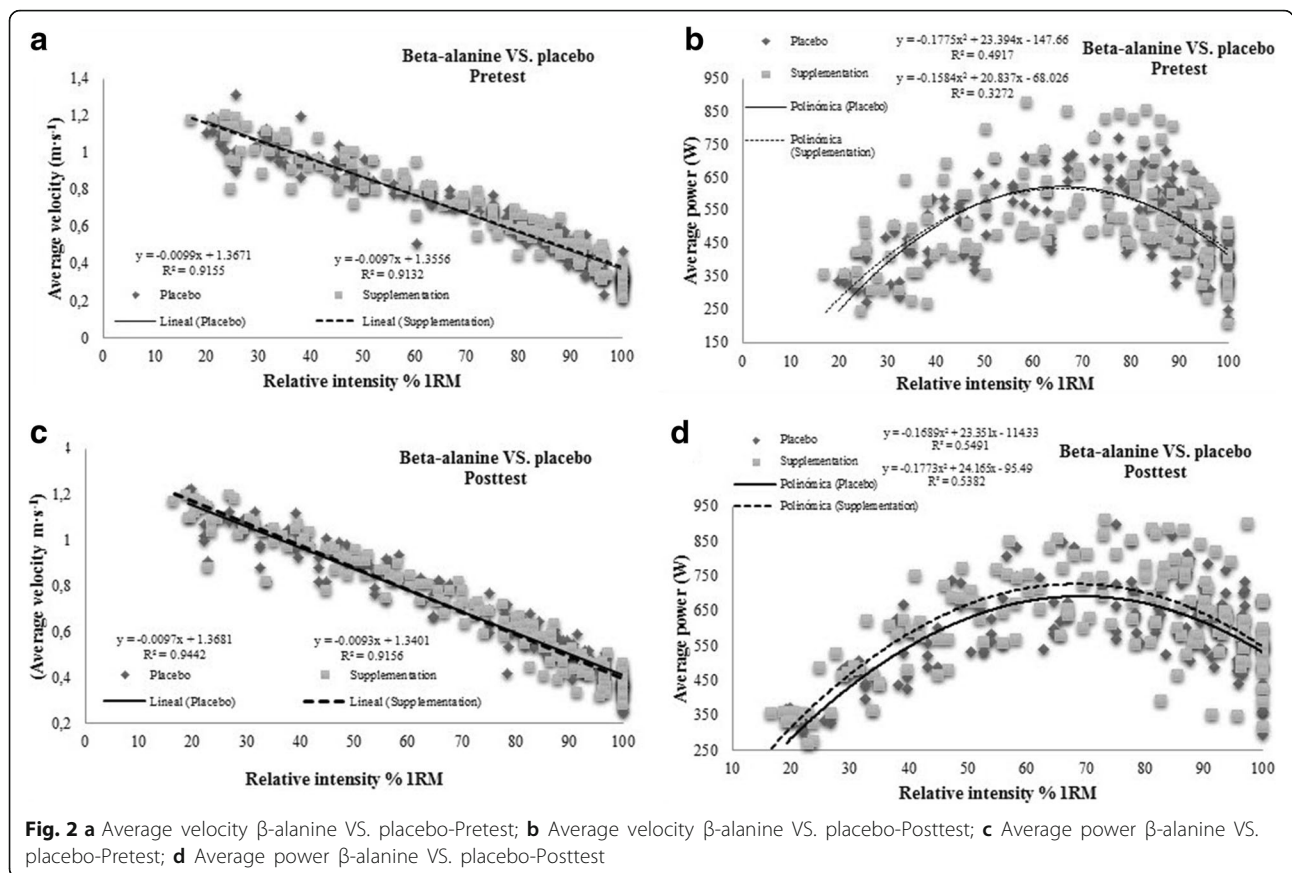 a
Beta-alanine VS. placebo
Pretest
1,4
1,2
1
0,8
0,6
0,4
0,2
0
Average velocity (m·s⁻¹)
y = -0.0099x + 1.3671
R² = 0.9155
y = -0.0097x + 1.3556
R² = 0.9132
Placebo
Supplementation
Lineal (Placebo)
Lineal (Supplementation)
0 10 20 30 40 50 60 70 80 90 100
Relative intensity % 1RM
b
Placebo
y = -0.1775x² + 23.394x - 147.66
R² = 0.4917
Supplementation
y = -0.1584x² + 20.837x - 68.026
R² = 0.3272
Polinómica (Placebo)
Polinómica
(Supplementation)
Beta-alanine VS. placebo
Pretest
950
850
750
650
550
450
350
250
150
Average power (W)
0 10 20 30 40 50 60 70 80 90 100
Relative intensity % 1RM
c
Beta-alanine VS. placebo
Posttest
1,4
1,2
1
0,8
0,6
0,4
0,2
(Average velocity m·s⁻¹)
y = -0.0097x + 1.3681
R² = 0.9442
y = -0.0093x + 1.3401
R² = 0.9156
Placebo
Supplementation
Lineal (Placebo)
Lineal (Supplementation)
0 10 20 30 40 50 60 70 80 90 100
Relative intensity % 1RM
d
Placebo
y = -0.1689x² + 23.351x - 114.33
R² = 0.5491
Supplementation
y = -0.1773x² + 24.165x - 95.49
R² = 0.5382
Polinómica (Placebo)
Polinómica (Supplementation)
Beta-alanine VS. placebo
Posttest
950
850
750
650
550
450
350
250
Average power (W)
10 20 30 40 50 60 70 80 90 100
Relative intensity % 1RM
Fig. 2 a Average velocity β-alanine VS. placebo-Pretest; b Average velocity β-alanine VS. placebo-Posttest; c Average power β-alanine VS.
placebo-Pretest; d Average power β-alanine VS. placebo-Posttest